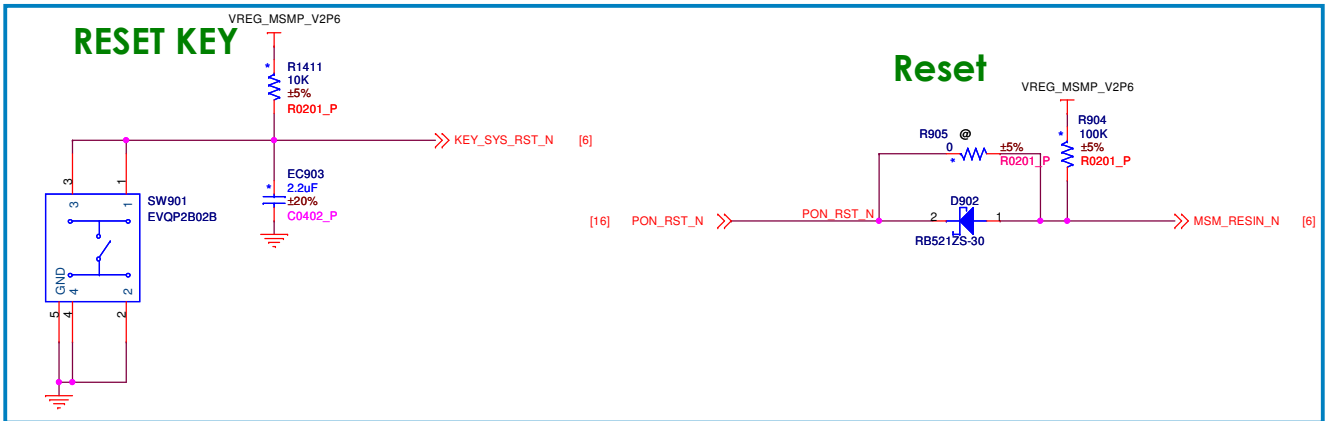 RESET KEY
VREG_MSMP_V2P6
* R1411
10K
±5%
R0201_P
KEY_SYS_RST_N [6]
EC903
* 2.2uF
±20%
C0402_P
3 1
3 1
SW901
EVQP2B02B
GND
4 2
5 4 2
Reset
VREG_MSMP_V2P6
R905 @
0
*
±5%
R0201_P
R904
* 100K
±5%
R0201_P
[16] PON_RST_N
PON_RST_N
2 D902 1
RB521ZS-30
MSM_RESIN_N [6]